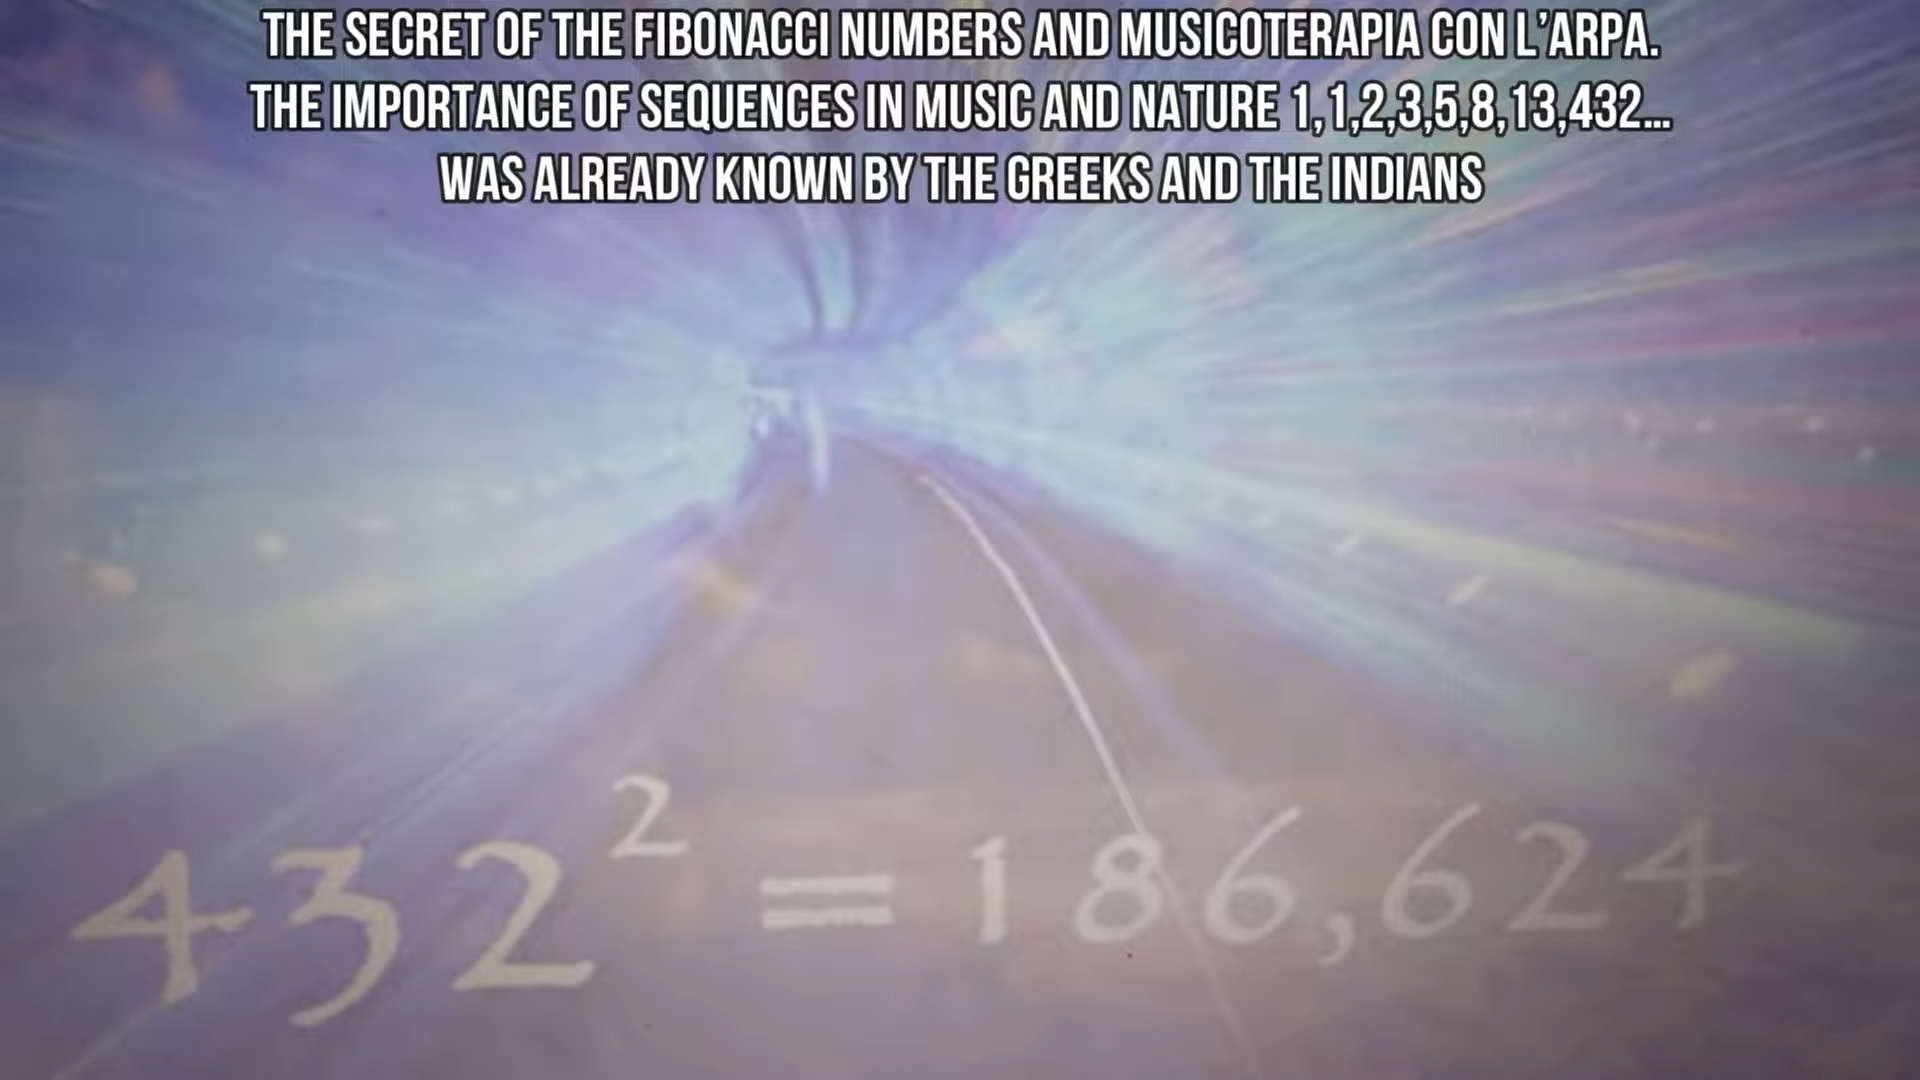 THE SECRET OF THE FIBONACCI NUMBERS AND MUSICOTERAPIA CON L'ARPA.
THE IMPORTANCE OF SEQUENCES IN MUSIC AND NATURE 1,1,2,3,5,8,13,432...
WAS ALREADY KNOWN BY THE GREEKS AND THE INDIANS
432² = 186,624